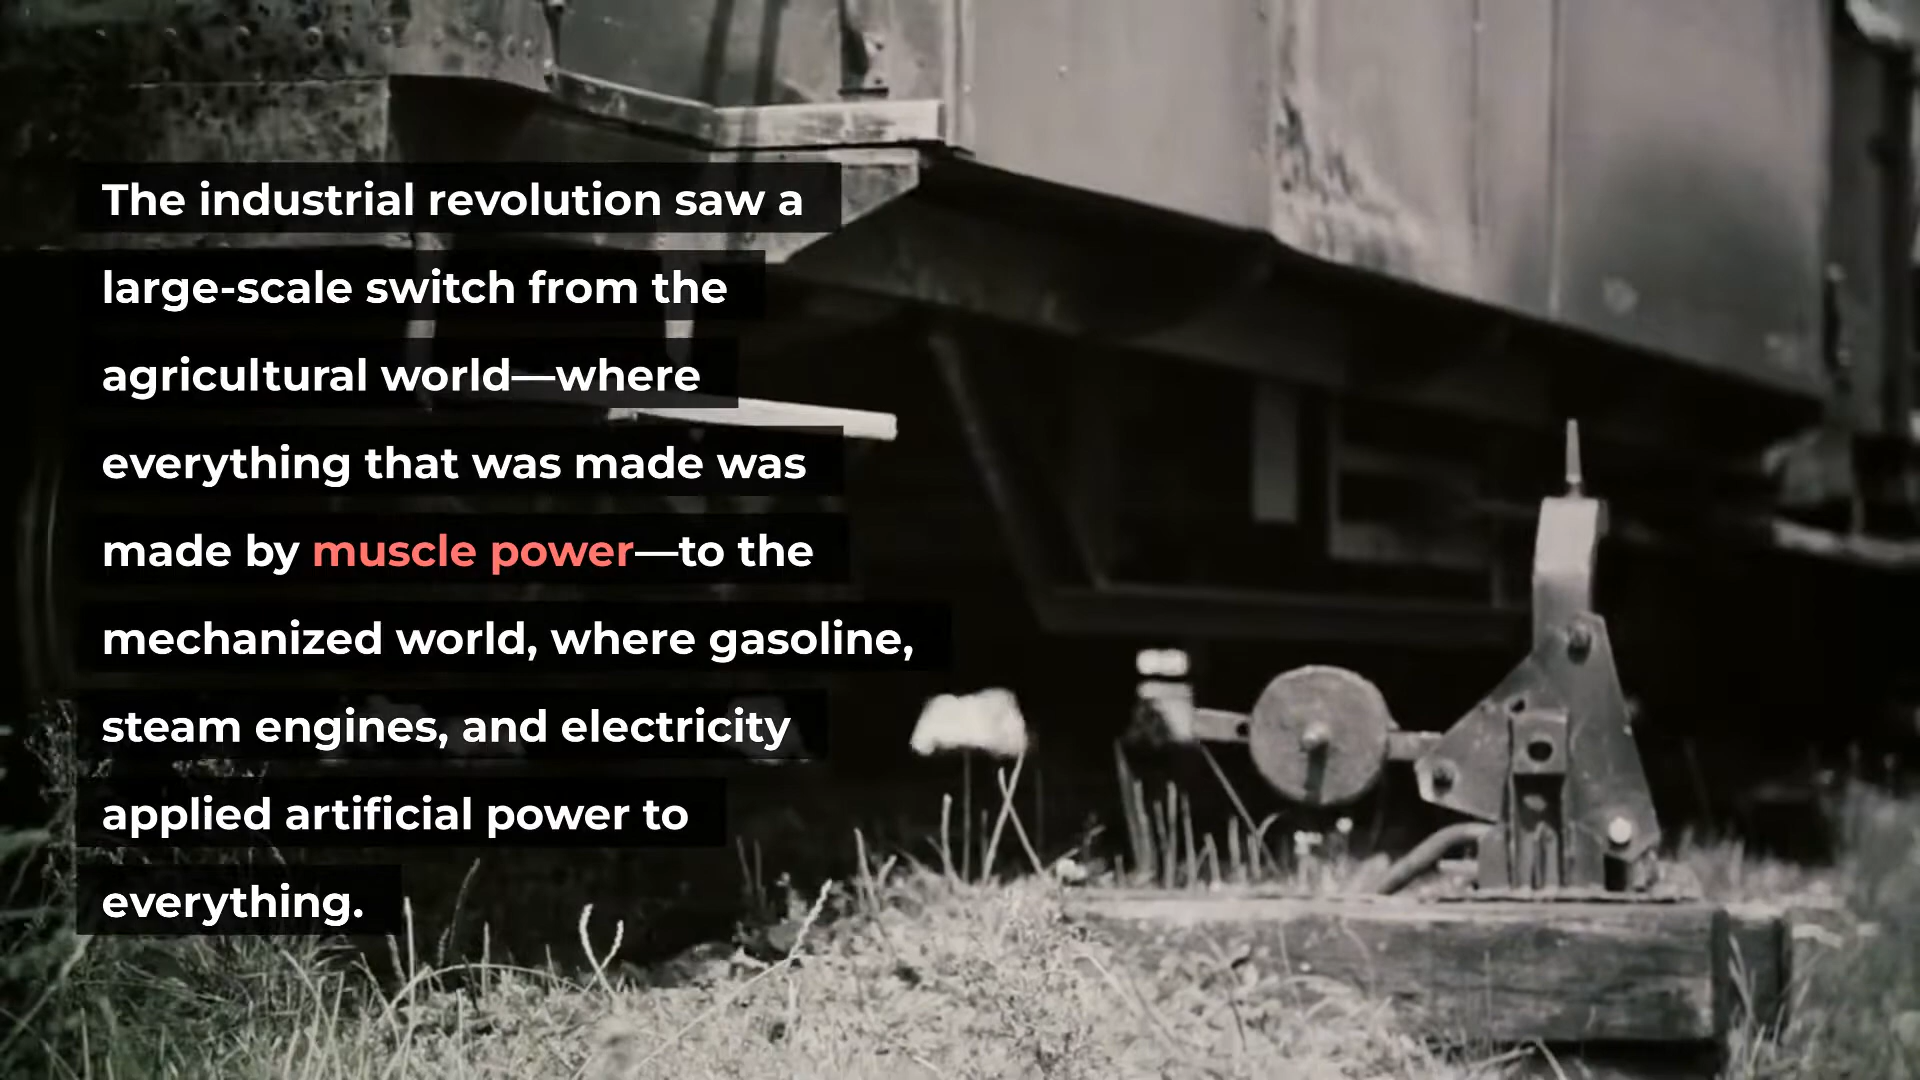 The industrial revolution saw a
large-scale switch from the
agricultural world—where
everything that was made was
made by muscle power—to the
mechanized world, where gasoline,
steam engines, and electricity
applied artificial power to
everything.